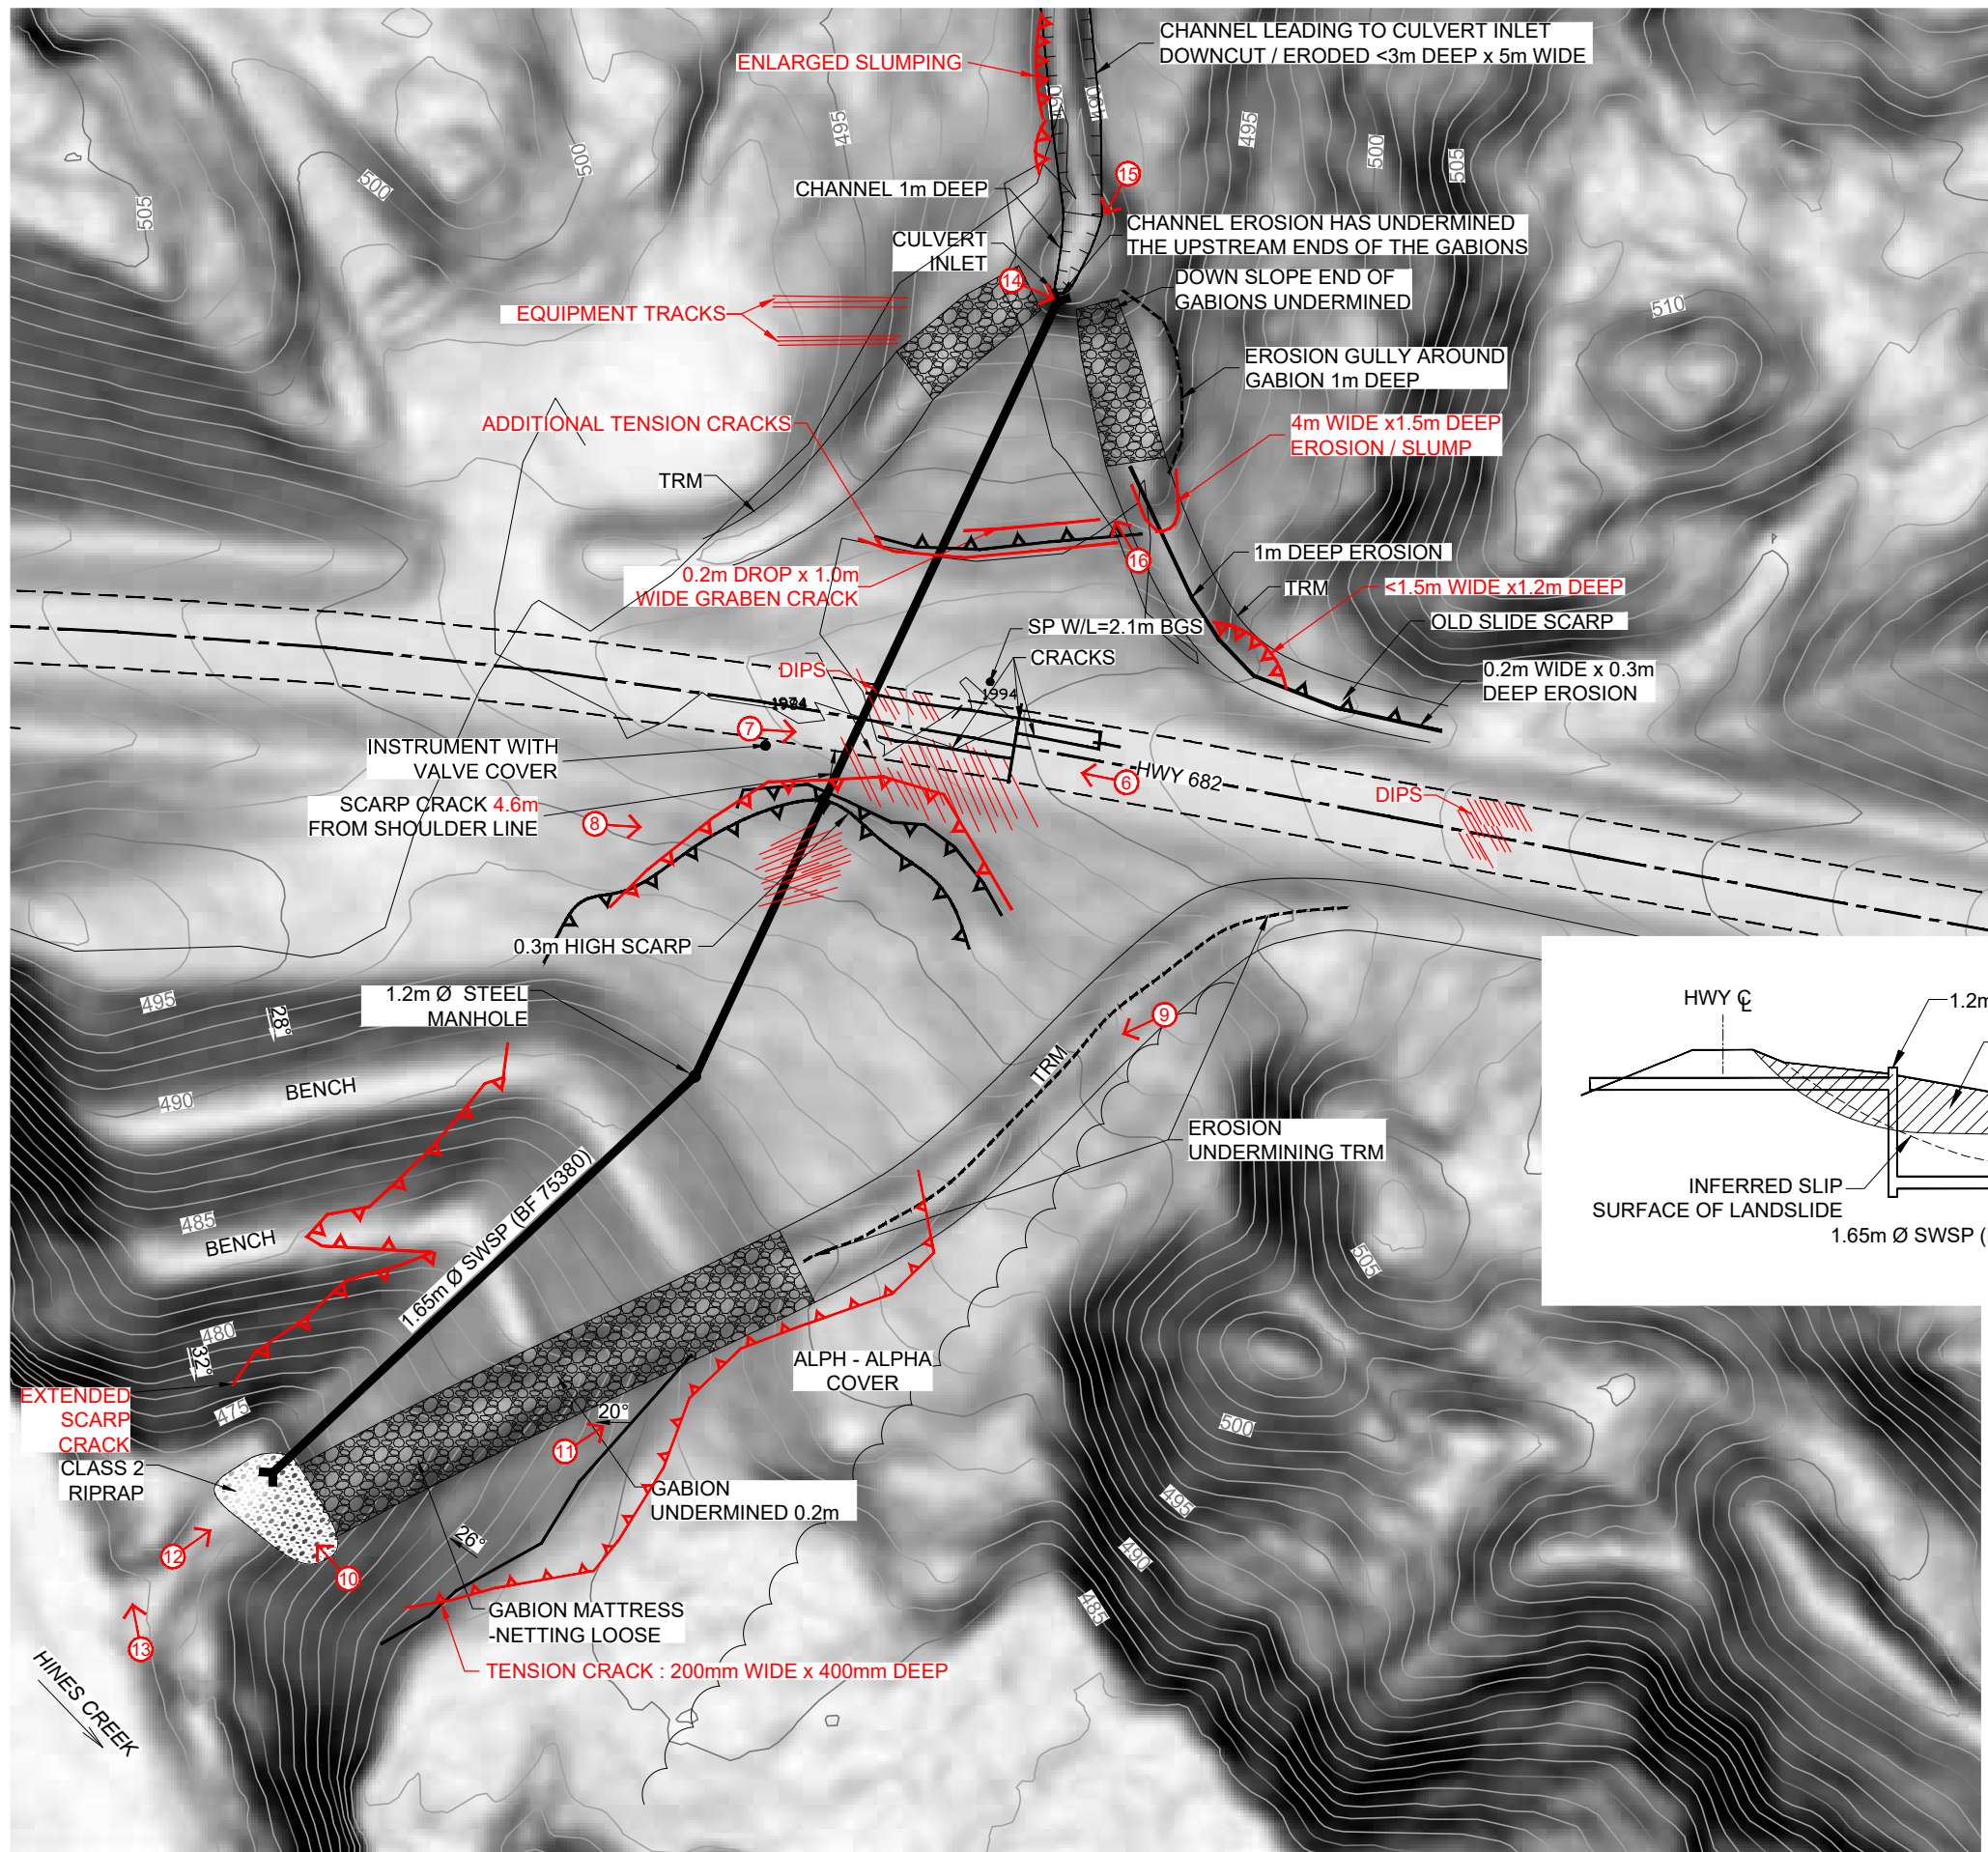 CHANNEL LEADING TO CULVERT INLET
DOWNCUT / ERODED <3m DEEP x 5m WIDE
ENLARGED SLUMPING
490
490
495
495
500
505
500
500
505
510
CHANNEL 1m DEEP
15
CHANNEL EROSION HAS UNDERMINED
THE UPSTREAM ENDS OF THE GABIONS
CULVERT
INLET
14
DOWN SLOPE END OF
GABIONS UNDERMINED
EQUIPMENT TRACKS
EROSION GULLY AROUND
GABION 1m DEEP
ADDITIONAL TENSION CRACKS
4m WIDE x1.5m DEEP
EROSION / SLUMP
TRM
16
1m DEEP EROSION
0.2m DROP x 1.0m
WIDE GRABEN CRACK
TRM
<1.5m WIDE x1.2m DEEP
SP W/L=2.1m BGS
OLD SLIDE SCARP
CRACKS
0.2m WIDE x 0.3m
DEEP EROSION
DIPS
1994
7
INSTRUMENT WITH
VALVE COVER
6
HWY 682
DIPS
SCARP CRACK 4.6m
FROM SHOULDER LINE
8
0.3m HIGH SCARP
1.2m Ø STEEL
MANHOLE
495
28°
9
HWY ℄
1.2m
BENCH
490
TRM
EROSION
UNDERMINING TRM
INFERRED SLIP
SURFACE OF LANDSLIDE
1.65m Ø SWSP (
485
BENCH
1.65m Ø SWSP (BF 75380)
505
480
32°
ALPH - ALPHA
COVER
EXTENDED
SCARP
CRACK
475
20°
11
500
CLASS 2
RIPRAP
GABION
UNDERMINED 0.2m
495
26°
12
10
490
GABION MATTRESS
-NETTING LOOSE
485
13
TENSION CRACK : 200mm WIDE x 400mm DEEP
HINES CREEK